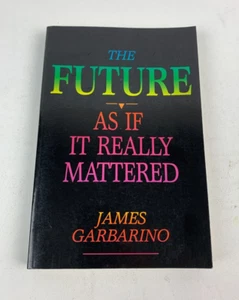 THE
FUTURE
AS IF
IT REALLY
MATTERED
JAMES
GARBARINO